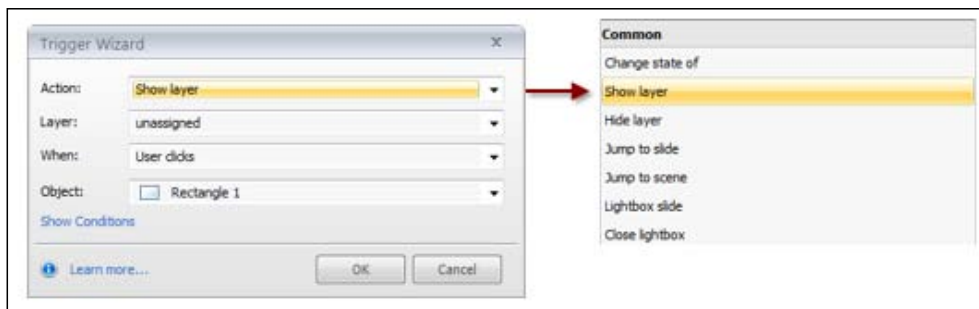 Trigger Wizard
Action: Show layer
Layer: unassigned
When: User clicks
Object: Rectangle 1
Show Conditions
Learn more...
OK Cancel
Common
Change state of
Show layer
Hide layer
Jump to slide
Jump to scene
Lightbox slide
Close lightbox